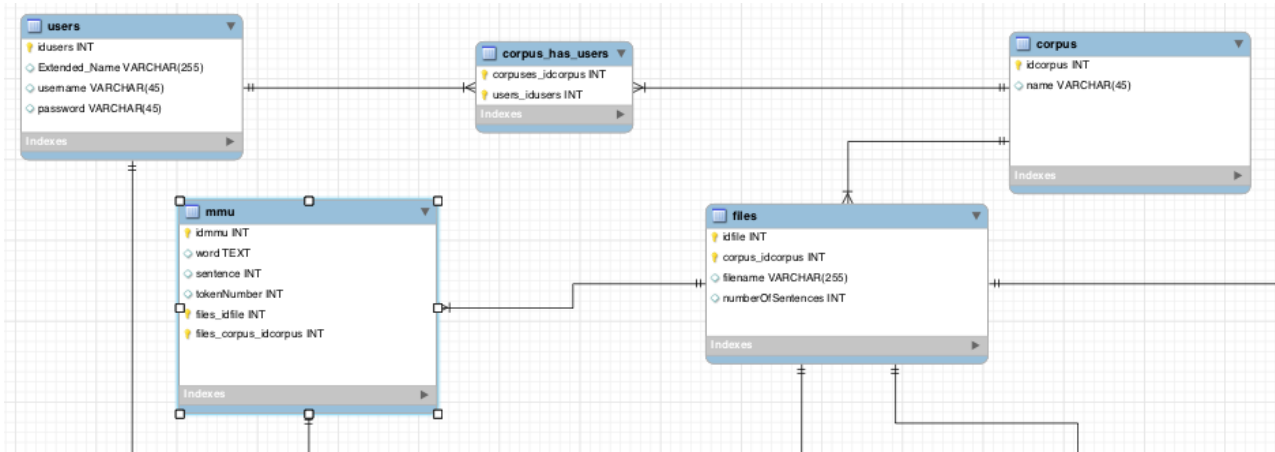 users
idusers INT
Extended_Name VARCHAR(255)
username VARCHAR(45)
password VARCHAR(45)
Indexes
corpus_has_users
corpuses_idcorpus INT
users_idusers INT
Indexes
corpus
idcorpus INT
name VARCHAR(45)
Indexes
mmu
idmmu INT
word TEXT
sentence INT
tokenNumber INT
files_idfile INT
files_corpus_idcorpus INT
Indexes
files
idfile INT
corpus_idcorpus INT
filename VARCHAR(255)
numberOfSentences INT
Indexes